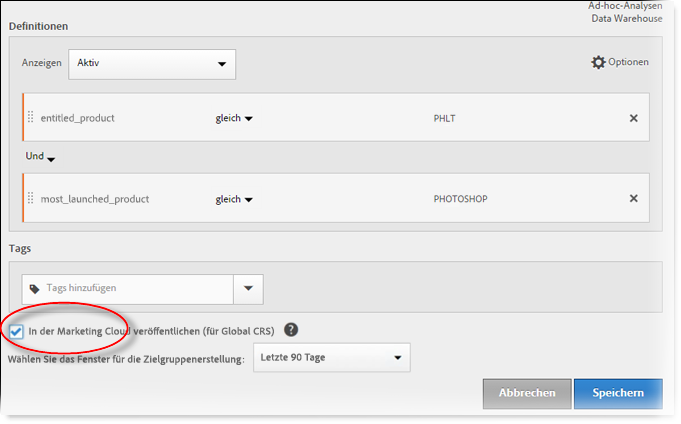 Ad-hoc-Analysen
Data Warehouse
Definitionen
Anzeigen Aktiv Optionen
entitled_product gleich PHLT
Und
most_launched_product gleich PHOTOSHOP
Tags
Tags hinzufügen
In der Marketing Cloud veröffentlichen (für Global CRS) ?
Wählen Sie das Fenster für die Zielgruppenerstellung: Letzte 90 Tage
Abbrechen Speichern